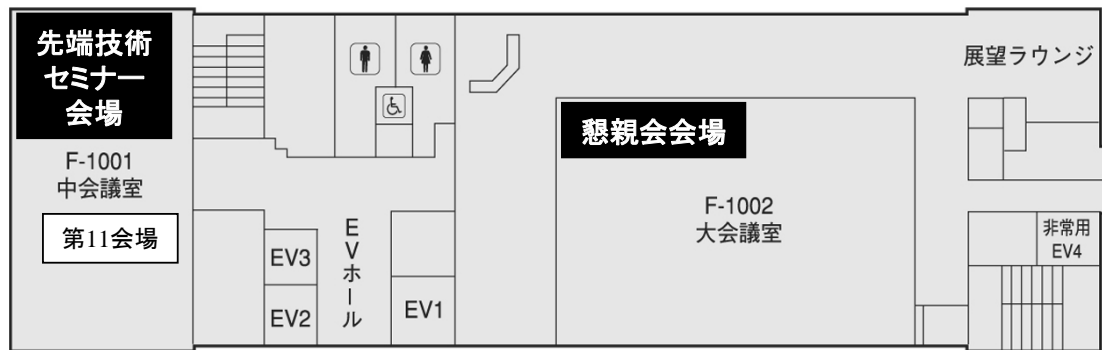 先端技術
セミナー
会場
F-1001
中会議室
第11会場
EV3
EV2
EVホール
EV1
懇親会会場
F-1002
大会議室
展望ラウンジ
非常用
EV4